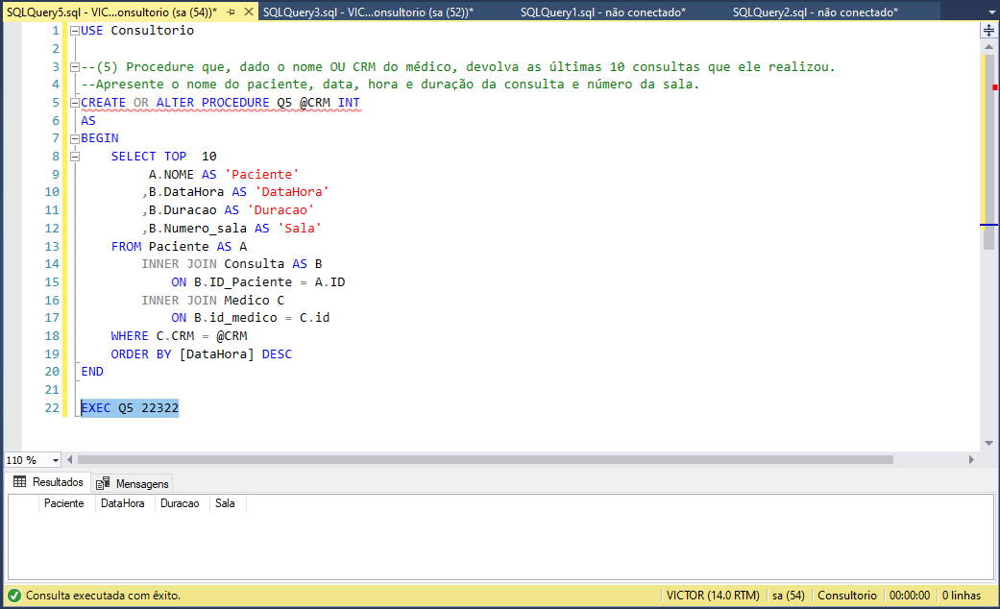 SQLQuery5.sql - VIC...onsultorio (sa (54))*
SQLQuery3.sql - VIC...onsultorio (sa (52))*
SQLQuery1.sql - não conectado*
SQLQuery2.sql - não conectado*
1 USE Consultorio
2
3 --(5) Procedure que, dado o nome OU CRM do médico, devolva as últimas 10 consultas que ele realizou.
4 --Apresente o nome do paciente, data, hora e duração da consulta e número da sala.
5 CREATE OR ALTER PROCEDURE Q5 @CRM INT
6 AS
7 BEGIN
8 SELECT TOP  10
9 A.NOME AS 'Paciente'
10 ,B.DataHora AS 'DataHora'
11 ,B.Duracao AS 'Duracao'
12 ,B.Numero_sala AS 'Sala'
13 FROM Paciente AS A
14 INNER JOIN Consulta AS B
15 ON B.ID_Paciente = A.ID
16 INNER JOIN Medico C
17 ON B.id_medico = C.id
18 WHERE C.CRM = @CRM
19 ORDER BY [DataHora] DESC
20 END
21
22 EXEC Q5 22322
110 %
Resultados Mensagens
Paciente DataHora Duracao Sala
Consulta executada com êxito. VICTOR (14.0 RTM) sa (54) Consultorio 00:00:00 0 linhas